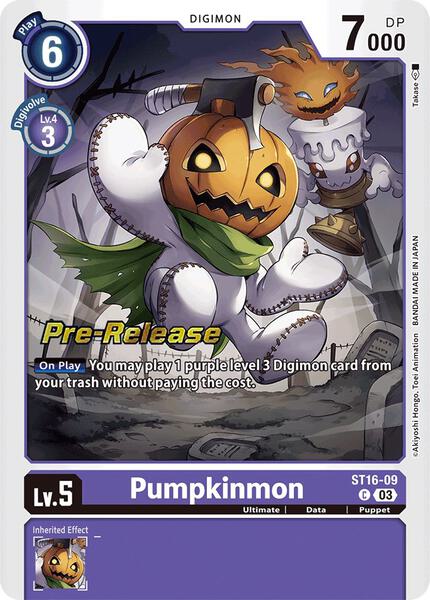 Play
6
DIGIMON
7000
DP
Digivolve
Lv.4
3
Takase
Pre-Release
On Play You may play 1 purple level 3 Digimon card from
your trash without paying the cost.
©Akiyoshi Hongo, Toei Animation BANDAI MADE IN JAPAN
Lv.5
Pumpkinmon
ST16-09
C 03
Ultimate | Data | Puppet
Inherited Effect
–